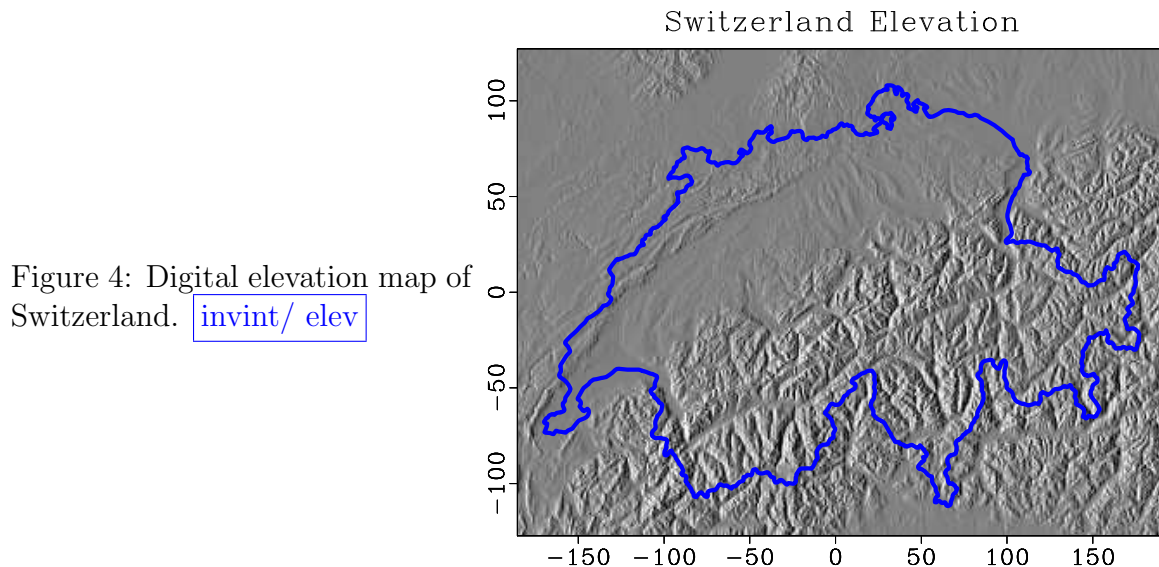 Switzerland Elevation
100
50
0
−50
−100
−150 −100 −50 0 50 100 150
Figure 4: Digital elevation map of
Switzerland. invint/ elev